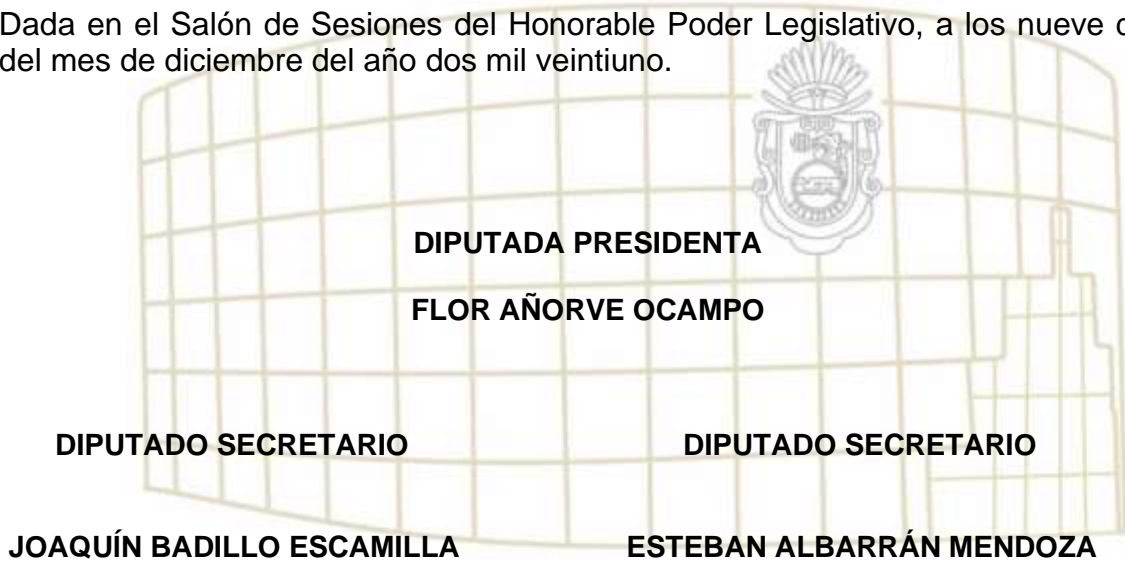 Dada en el Salón de Sesiones del Honorable Poder Legislativo, a los nueve
del mes de diciembre del año dos mil veintiuno.
DIPUTADA PRESIDENTA
FLOR AÑORVE OCAMPO
DIPUTADO SECRETARIO DIPUTADO SECRETARIO
JOAQUÍN BADILLO ESCAMILLA ESTEBAN ALBARRÁN MENDOZA